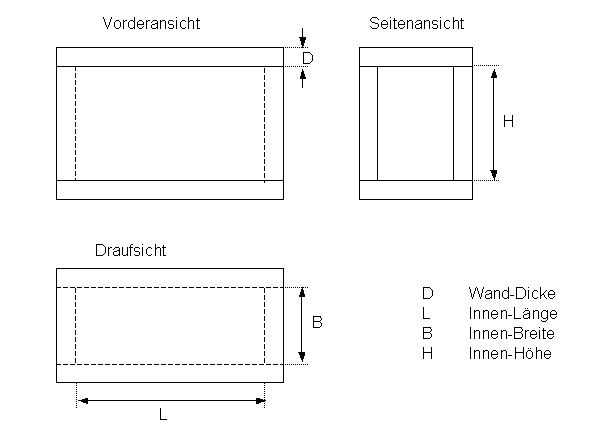 Vorderansicht
Seitenansicht
D
H
Draufsicht
B
L
D Wand-Dicke
L Innen-Länge
B Innen-Breite
H Innen-Höhe